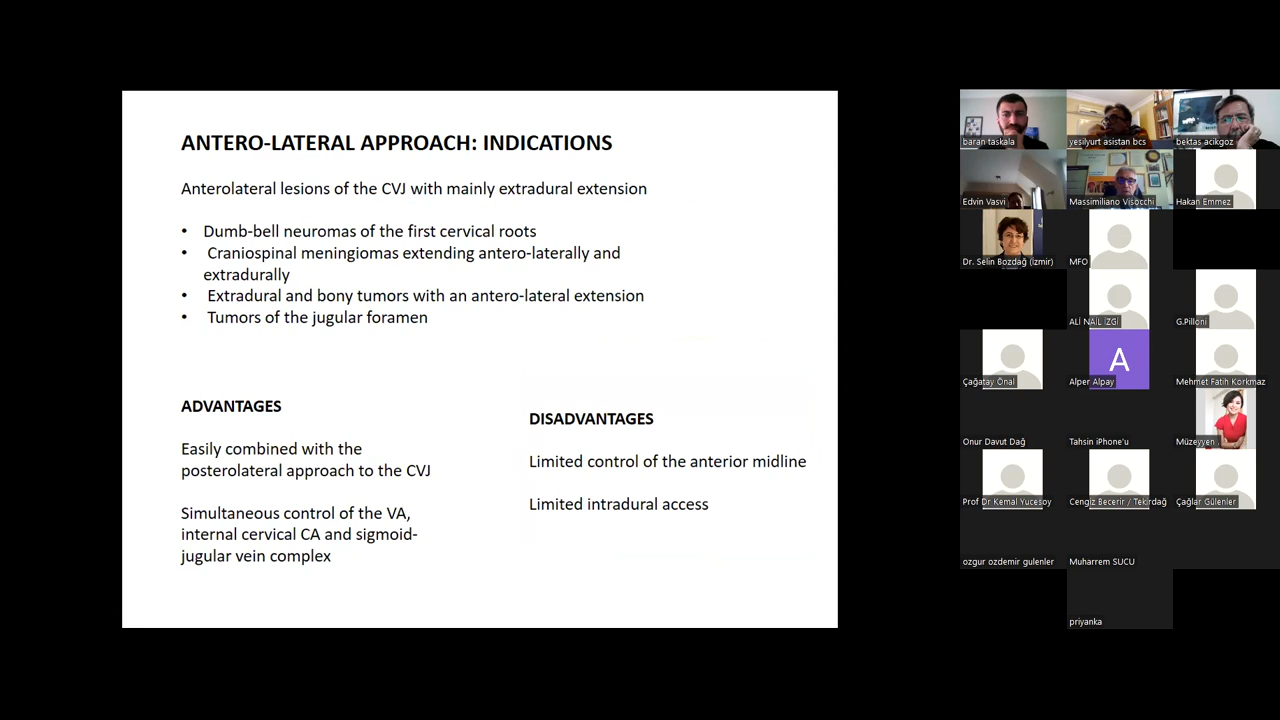 ANTERO-LATERAL APPROACH: INDICATIONS
Anterolateral lesions of the CVJ with mainly extradural extension
• Dumb-bell neuromas of the first cervical roots
• Craniospinal meningiomas extending antero-laterally and
extradurally
• Extradural and bony tumors with an antero-lateral extension
• Tumors of the jugular foramen
ADVANTAGES
Easily combined with the
posterolateral approach to the CVJ
Simultaneous control of the VA,
internal cervical CA and sigmoid-
jugular vein complex
DISADVANTAGES
Limited control of the anterior midline
Limited intradural access
baran taskala
yesilyurt asistan bcs
bektas acikgoz
Edvin Vasvi
Massimiliano Visocchi
Hakan Emmez
Dr. Selin Bozdağ (İzmir)
MFO
ALİ NAİL İZGİ
G.Pilloni
Çağatay Önal
A
Alper Alpay
Mehmet Fatih Korkmaz
Onur Davut Dağ
Tahsin iPhone'u
Müzeyyen
Prof Dr Kemal Yucesoy
Cengiz Becerir / Tekirdağ
Çağlar Gülenler
ozgur ozdemir gulenler
Muharrem SUCU
priyanka